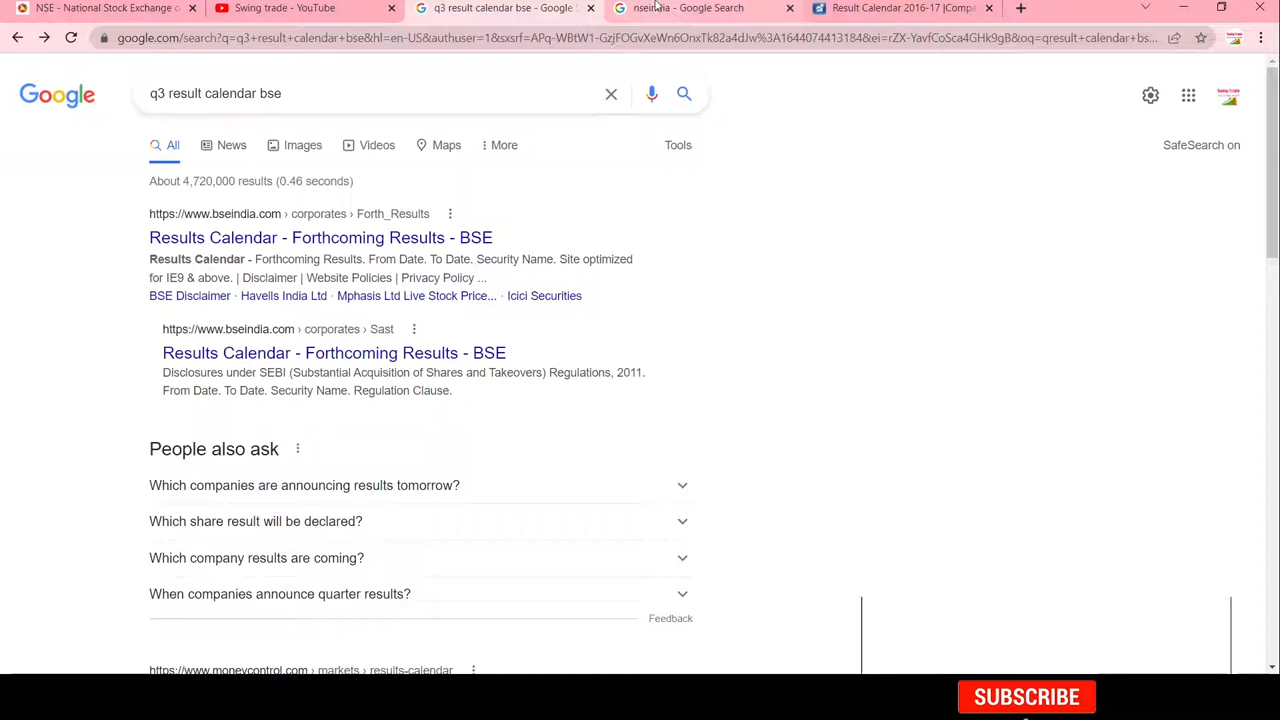 NSE - National Stock Exchange o
Swing trade - YouTube
q3 result calendar bse - Google S
nseindia - Google Search
Result Calendar 2016-17 |Compa
google.com/search?q=q3+result+calendar+bse&hl=en-US&authuser=1&sxsrf=APq-WBtW1-GzjFOGvXeWn6OnxTk82a4dJw%3A1644074413184&ei=rZX-YavfCoSca4GHk9gB&oq=qresult+calendar+bs...
Google
q3 result calendar bse
All
News
Images
Videos
Maps
More
Tools
SafeSearch on
About 4,720,000 results (0.46 seconds)
https://www.bseindia.com › corporates › Forth_Results
Results Calendar - Forthcoming Results - BSE
Results Calendar - Forthcoming Results. From Date. To Date. Security Name. Site optimized
for IE9 & above. | Disclaimer | Website Policies | Privacy Policy ...
BSE Disclaimer · Havells India Ltd · Mphasis Ltd Live Stock Price... · Icici Securities
https://www.bseindia.com › corporates › Sast
Results Calendar - Forthcoming Results - BSE
Disclosures under SEBI (Substantial Acquisition of Shares and Takeovers) Regulations, 2011.
From Date. To Date. Security Name. Regulation Clause.
People also ask
Which companies are announcing results tomorrow?
Which share result will be declared?
Which company results are coming?
When companies announce quarter results?
Feedback
https://www.moneycontrol.com › markets › results-calendar
SUBSCRIBE